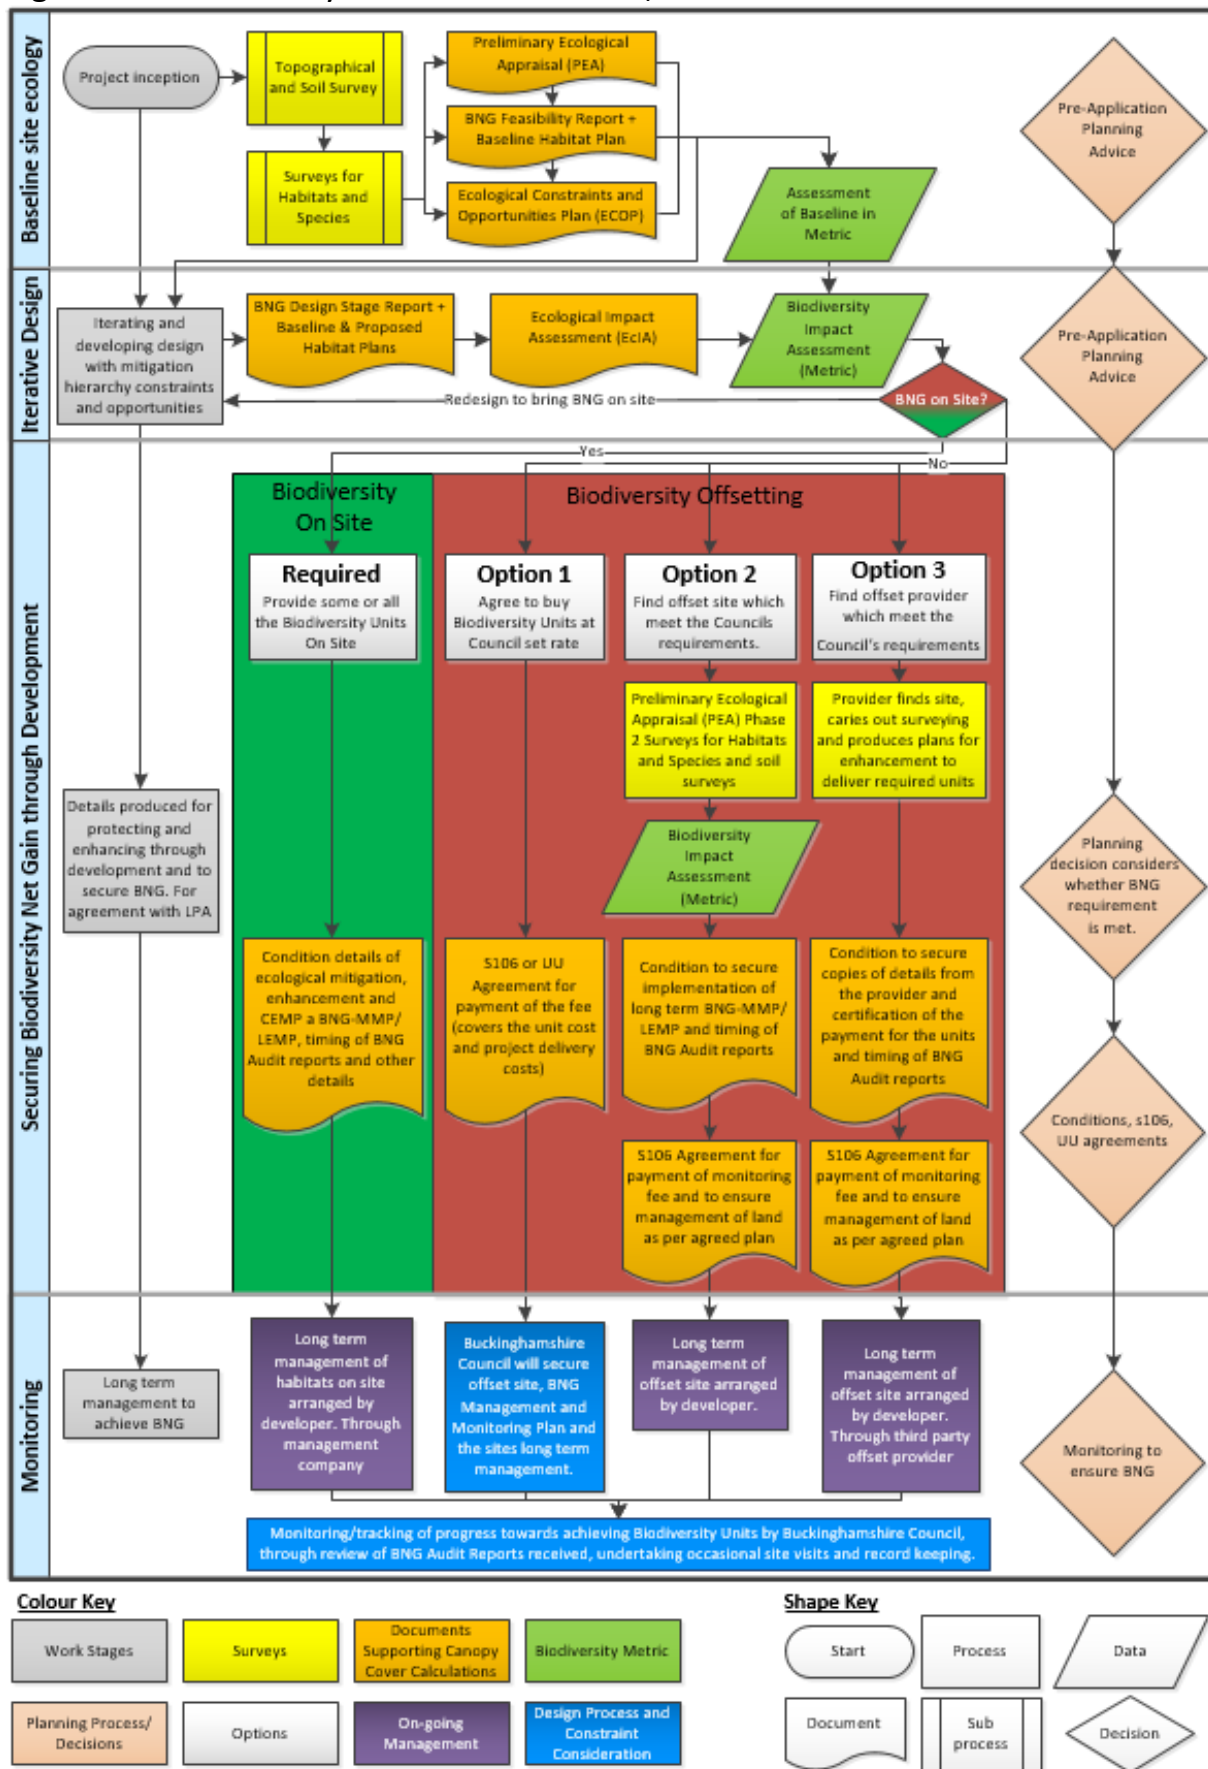 Baseline site ecology
Project inception
Topographical
and Soil Survey
Surveys for
Habitats and
Species
Preliminary Ecological
Appraisal (PEA)
BNG Feasibility Report +
Baseline Habitat Plan
Ecological Constraints and
Opportunities Plan (ECOP)
Assessment
of Baseline in
Metric
Pre-Application
Planning
Advice
Iterative Design
Iterating and
developing design
with mitigation
hierarchy constraints
and opportunities
BNG Design Stage Report +
Baseline & Proposed
Habitat Plans
Ecological Impact
Assessment (EcIA)
Biodiversity
Impact
Assessment
(Metric)
BNG on Site?
Redesign to bring BNG on site
Pre-Application
Planning
Advice
Securing Biodiversity Net Gain through Development
Yes
No
Biodiversity
On Site
Biodiversity Offsetting
Required
Provide some or all
the Biodiversity Units
On Site
Option 1
Agree to buy
Biodiversity Units at
Council set rate
Option 2
Find offset site which
meet the Councils
requirements.
Option 3
Find offset provider
which meet the
Council's requirements
Preliminary Ecological
Appraisal (PEA) Phase
2 Surveys for Habitats
and Species and soil
surveys
Provider finds site,
caries out surveying
and produces plans for
enhancement to
deliver required units
Details produced for
protecting and
enhancing through
development and to
secure BNG. For
agreement with LPA
Biodiversity
Impact
Assessment
(Metric)
Planning
decision considers
whether BNG
requirement
is met.
Condition details of
ecological mitigation,
enhancement and
CEMP a BNG-MMP/
LEMP, timing of BNG
Audit reports and other
details
S106 or UU
Agreement for
payment of the fee
(covers the unit cost
and project delivery
costs)
Condition to secure
implementation of
long term BNG-MMP/
LEMP and timing of
BNG Audit reports
Condition to secure
copies of details from
the provider and
certification of the
payment for the units
and timing of BNG
Audit reports
Conditions, s106,
UU agreements
S106 Agreement for
payment of monitoring
fee and to ensure
management of land
as per agreed plan
S106 Agreement for
payment of monitoring
fee and to ensure
management of land
as per agreed plan
Monitoring
Long term
management to
achieve BNG
Long term
management of
habitats on site
arranged by
developer. Through
management
company
Buckinghamshire
Council will secure
offset site, BNG
Management and
Monitoring Plan and
the sites long term
management.
Long term
management of
offset site arranged
by developer.
Long term
management of
offset site arranged
by developer.
Through third party
offset provider
Monitoring to
ensure BNG
Monitoring/tracking of progress towards achieving Biodiversity Units by Buckinghamshire Council,
through review of BNG Audit Reports received, undertaking occasional site visits and record keeping.
Colour Key
Work Stages
Surveys
Documents
Supporting Canopy
Cover Calculations
Biodiversity Metric
Planning Process/
Decisions
Options
On-going
Management
Design Process and
Constraint
Consideration
Shape Key
Start
Process
Data
Document
Sub
process
Decision